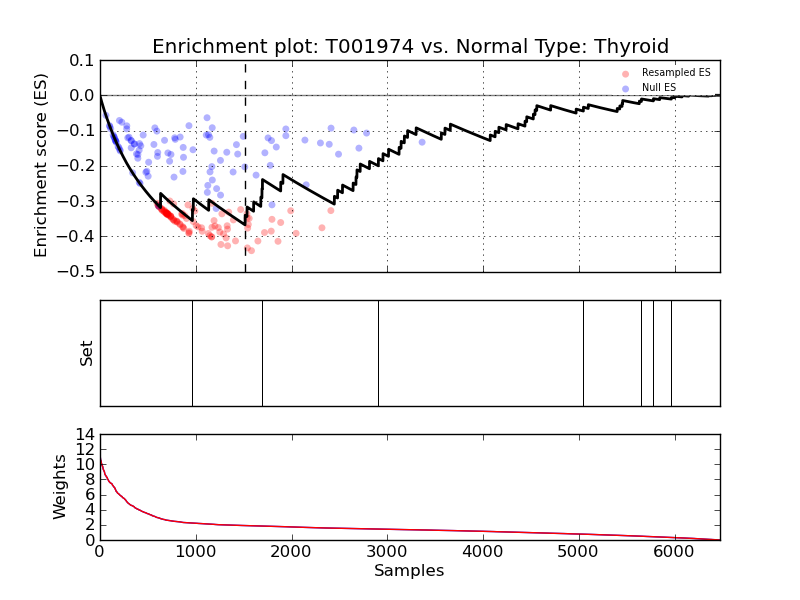 Enrichment plot: T001974 vs. Normal Type: Thyroid
Enrichment score (ES)
0.1
0.0
−0.1
−0.2
−0.3
−0.4
−0.5
Resampled ES
Null ES
Set
Weights
14
12
10
8
6
4
2
0
0 1000 2000 3000 4000 5000 6000
Samples